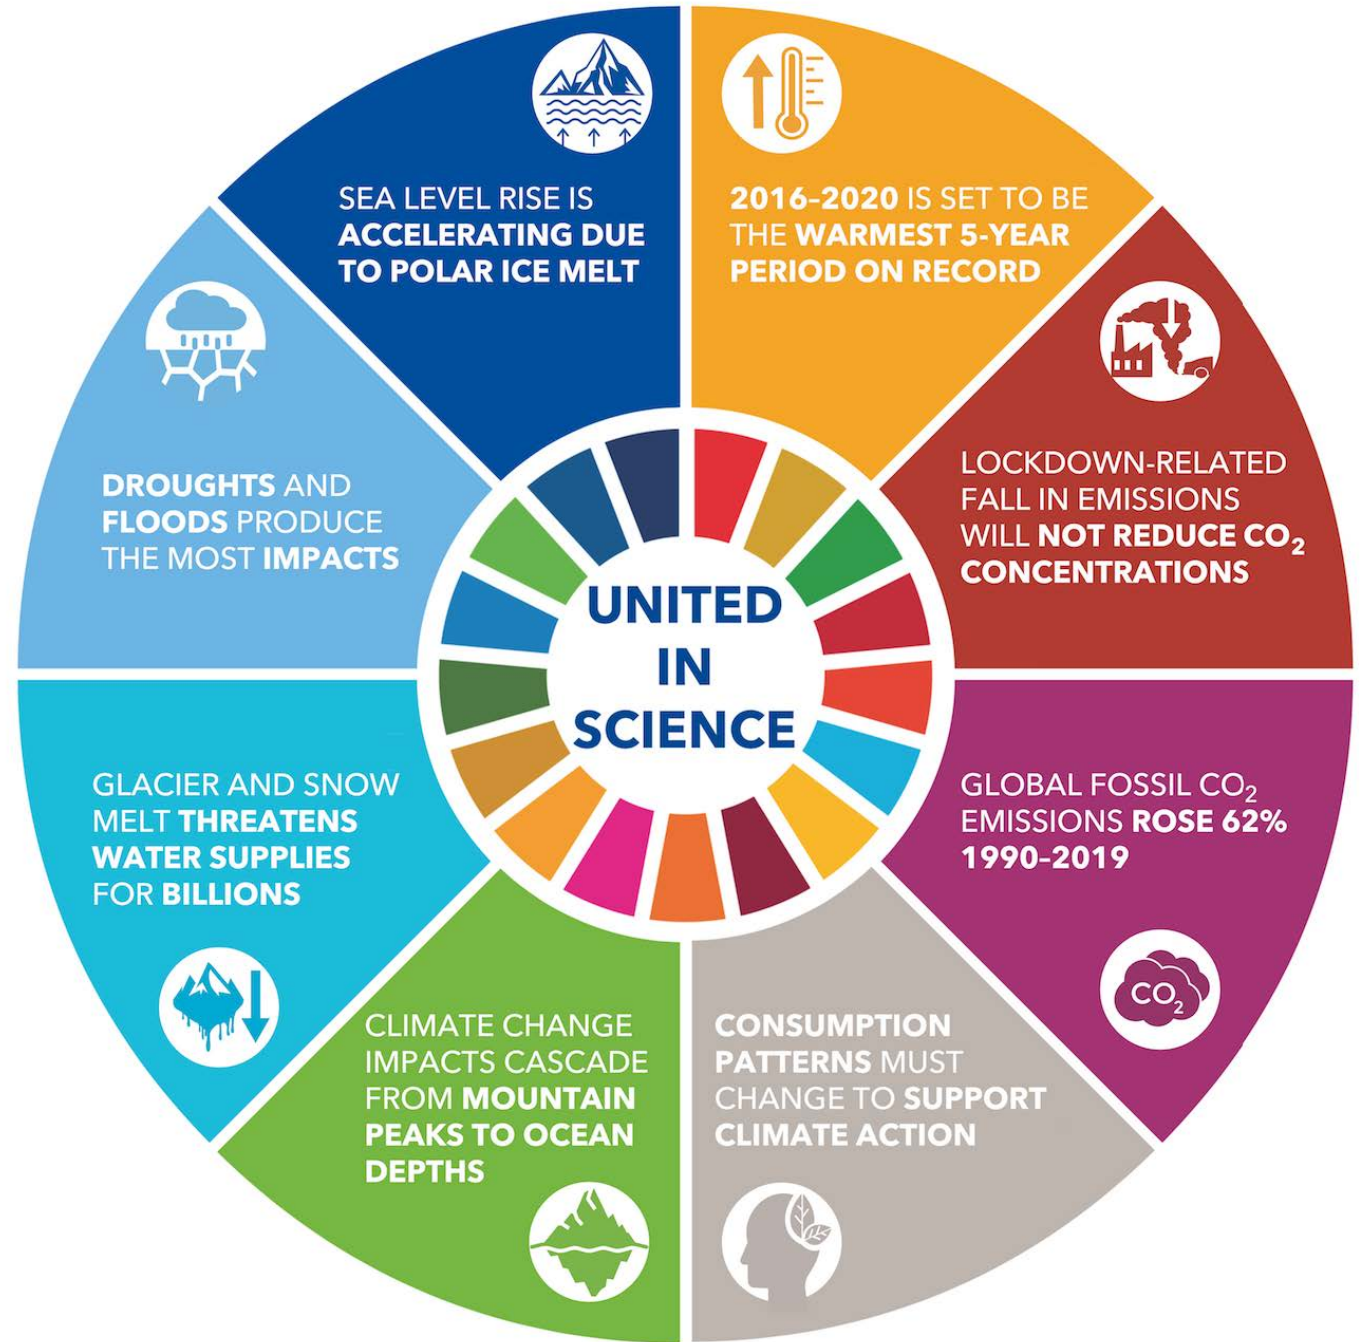 SEA LEVEL RISE IS
ACCELERATING DUE
TO POLAR ICE MELT
2016–2020 IS SET TO BE
THE WARMEST 5-YEAR
PERIOD ON RECORD
LOCKDOWN-RELATED
FALL IN EMISSIONS
WILL NOT REDUCE CO₂
CONCENTRATIONS
GLOBAL FOSSIL CO₂
EMISSIONS ROSE 62%
1990–2019
CO₂
CONSUMPTION
PATTERNS MUST
CHANGE TO SUPPORT
CLIMATE ACTION
CLIMATE CHANGE
IMPACTS CASCADE
FROM MOUNTAIN
PEAKS TO OCEAN
DEPTHS
GLACIER AND SNOW
MELT THREATENS
WATER SUPPLIES
FOR BILLIONS
DROUGHTS AND
FLOODS PRODUCE
THE MOST IMPACTS
UNITED
IN
SCIENCE